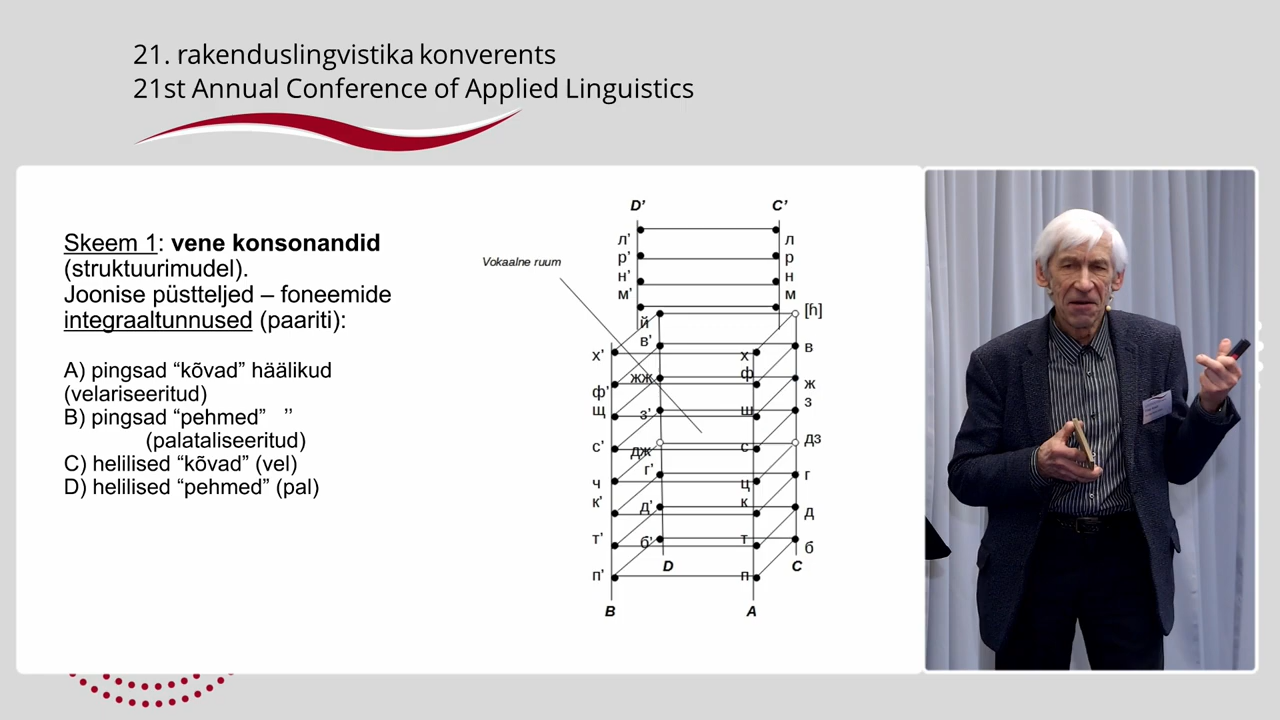 21. rakenduslingvistika konverents
21st Annual Conference of Applied Linguistics
Skeem 1: vene konsonandid
(struktuurimudel).
Joonise püstteljed – foneemide
integraaltunnused (paariti):
A) pingsad “kõvad” häälikud
(velariseeritud)
B) pingsad “pehmed” ’’
(palataliseeritud)
C) helilised “kõvad” (vel)
D) helilised “pehmed” (pal)
Vokaalne ruum
D’ C’
л’ л
р’ р
н’ н
м’ м
й [ɦ]
в’ в
х’ х
ф’ ф
жж ж
щ з’ ш з
с’ дж с дз
г’ г
ч ц
к’ д’ к д
т’ б’ т б
D C
п’ п
B A